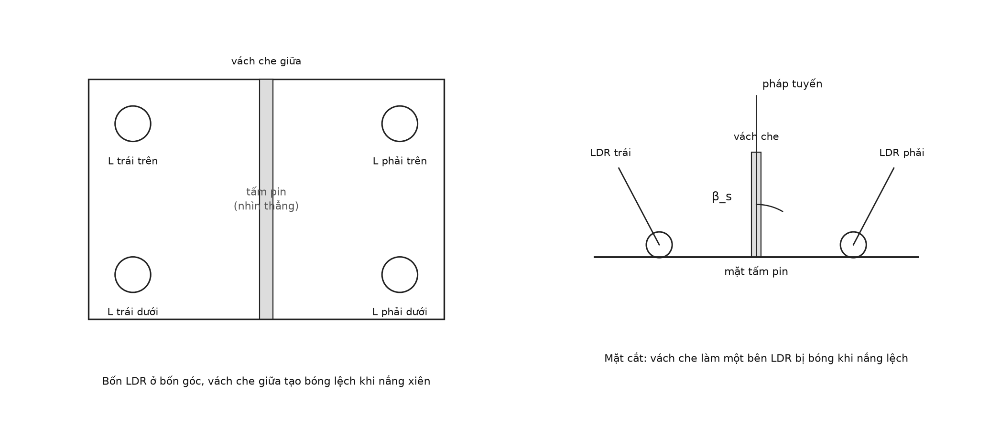 vách che giữa
L trái trên
L phải trên
tấm pin
(nhìn thẳng)
L trái dưới
L phải dưới
Bốn LDR ở bốn góc, vách che giữa tạo bóng lệch khi nắng xiên
pháp tuyến
vách che
LDR trái
LDR phải
β_s
mặt tấm pin
Mặt cắt: vách che làm một bên LDR bị bóng khi nắng lệch